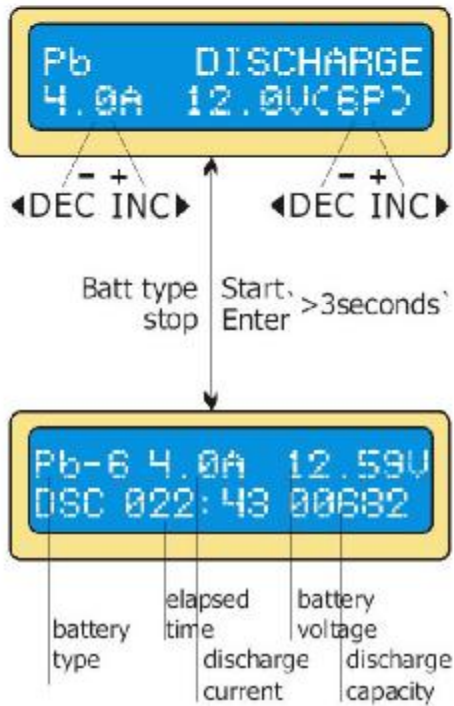 Pb DISCHARGE
4.0A 12.0V(6P)
- + - +
◀DEC INC▶ ◀DEC INC▶
Batt type Start
stop Enter >3seconds
Pb-6 4.0A 12.59V
DSC 022:43 00682
elapsed battery
battery time voltage
type discharge discharge
current capacity